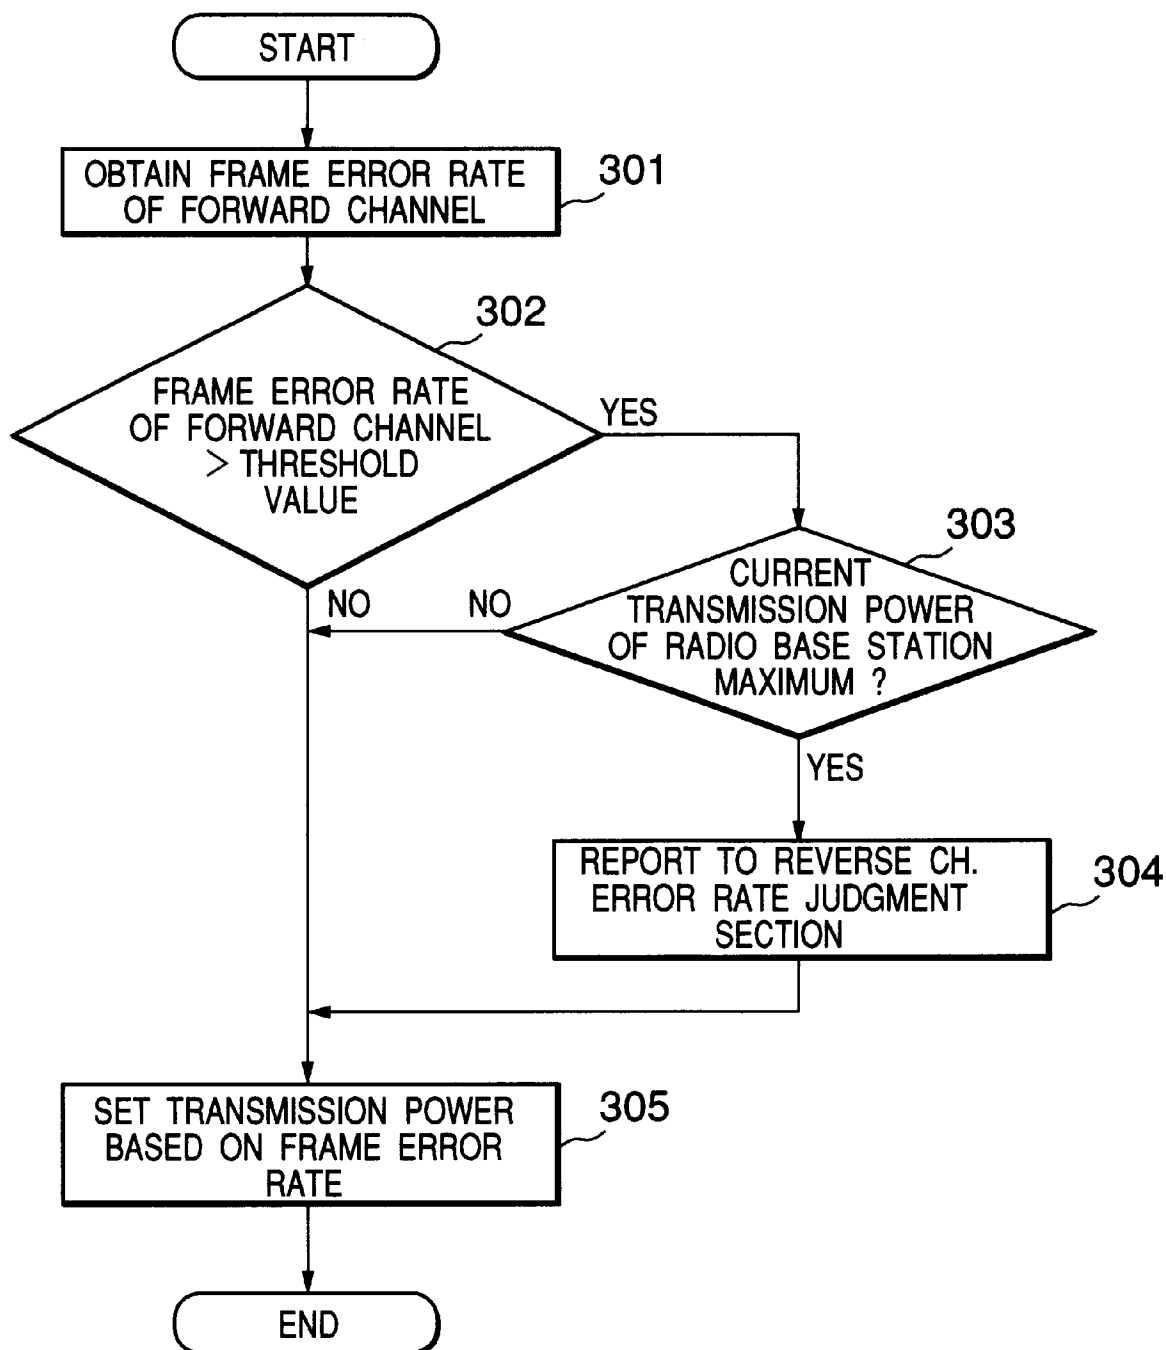 START
OBTAIN FRAME ERROR RATE
OF FORWARD CHANNEL
301
302
FRAME ERROR RATE
OF FORWARD CHANNEL
> THRESHOLD
VALUE
YES
NO
303
CURRENT
TRANSMISSION POWER
OF RADIO BASE STATION
MAXIMUM ?
NO
YES
REPORT TO REVERSE CH.
ERROR RATE JUDGMENT
SECTION
304
SET TRANSMISSION POWER
BASED ON FRAME ERROR
RATE
305
END